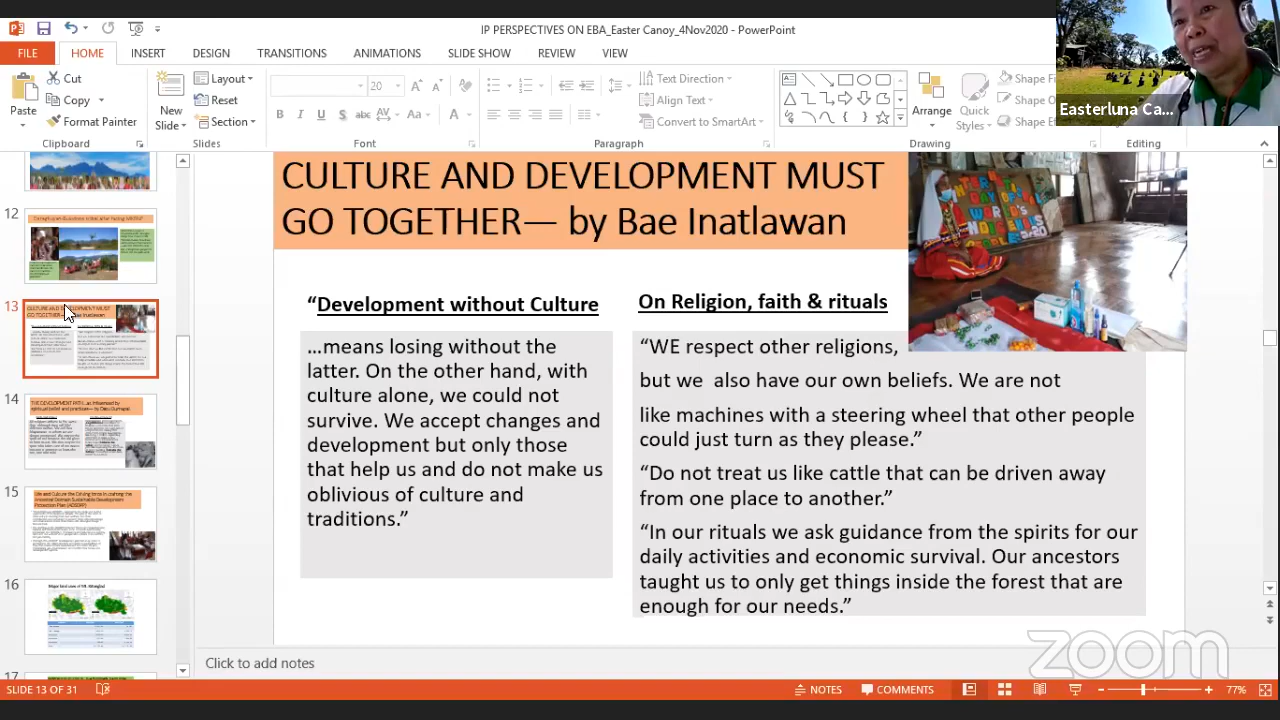 IP PERSPECTIVES ON EBA_Easter Canoy_4Nov2020 - PowerPoint
FILE
HOME
INSERT
DESIGN
TRANSITIONS
ANIMATIONS
SLIDE SHOW
REVIEW
VIEW
Cut
Copy
Format Painter
Paste
Clipboard
New
Slide
Layout
Reset
Section
Slides
20
Font
Text Direction
Align Text
Convert to SmartArt
Paragraph
Arrange
Quick
Styles
Shape Fi
Shape O
Shape Ef
Drawing
Editing
Easterluna Ca...
12
13
14
15
16
17
CULTURE AND DEVELOPMENT MUST
GO TOGETHER— by Bae Inatlawan
“Development without Culture
…means losing without the
latter. On the other hand, with
culture alone, we could not
survive. We accept changes and
development but only those
that help us and do not make us
oblivious of culture and
traditions.”
On Religion, faith & rituals
“WE respect other religions,
but we also have our own beliefs. We are not
like machines with a steering wheel that other people
could just turn as they please.”
“Do not treat us like cattle that can be driven away
from one place to another.”
“In our rituals we ask guidance from the spirits for our
daily activities and economic survival. Our ancestors
taught us to only get things inside the forest that are
enough for our needs.”
Click to add notes
zoom
SLIDE 13 OF 31
NOTES
COMMENTS
77%